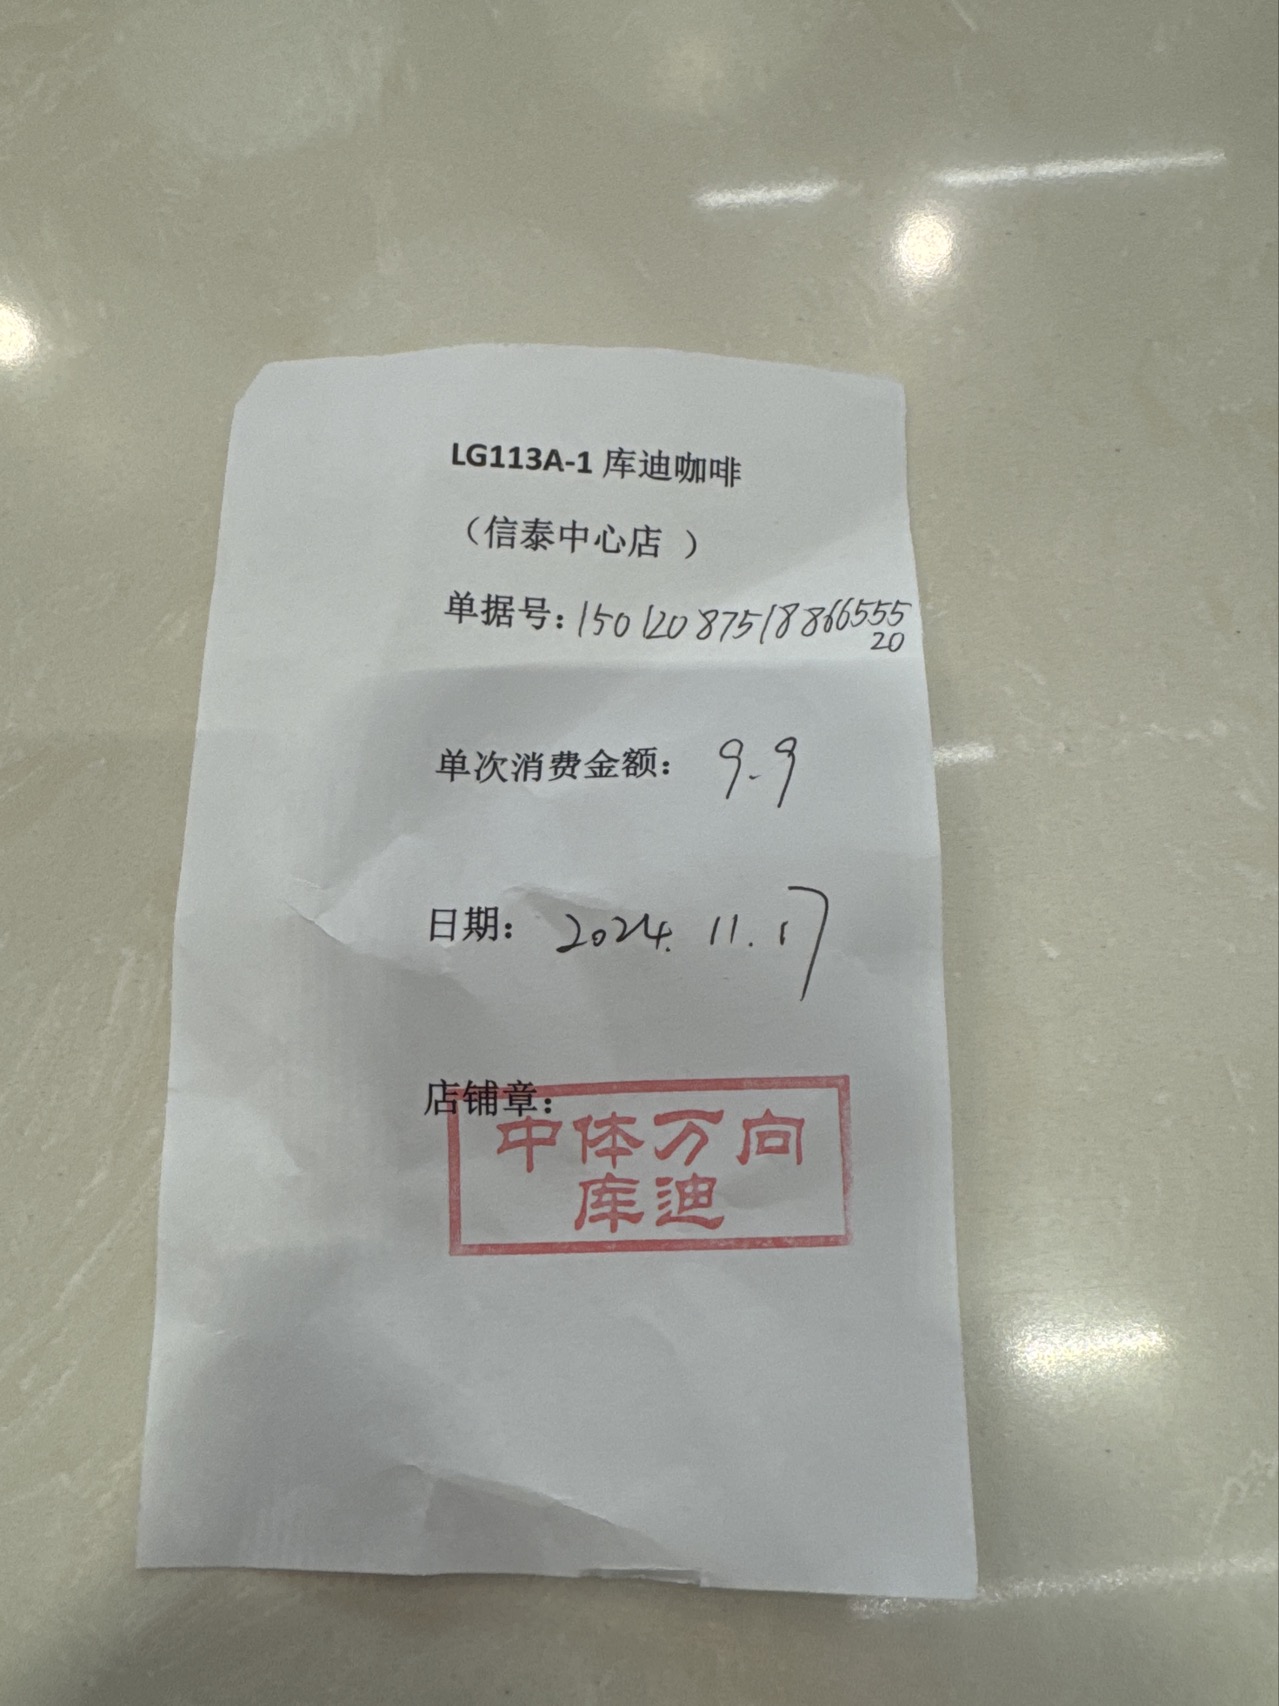 LG113A-1 库迪咖啡
（信泰中心店 ）
单据号：15012087518866555
20
单次消费金额： 9.9
日期： 2024.11.17
店铺章：
中体万向
库迪